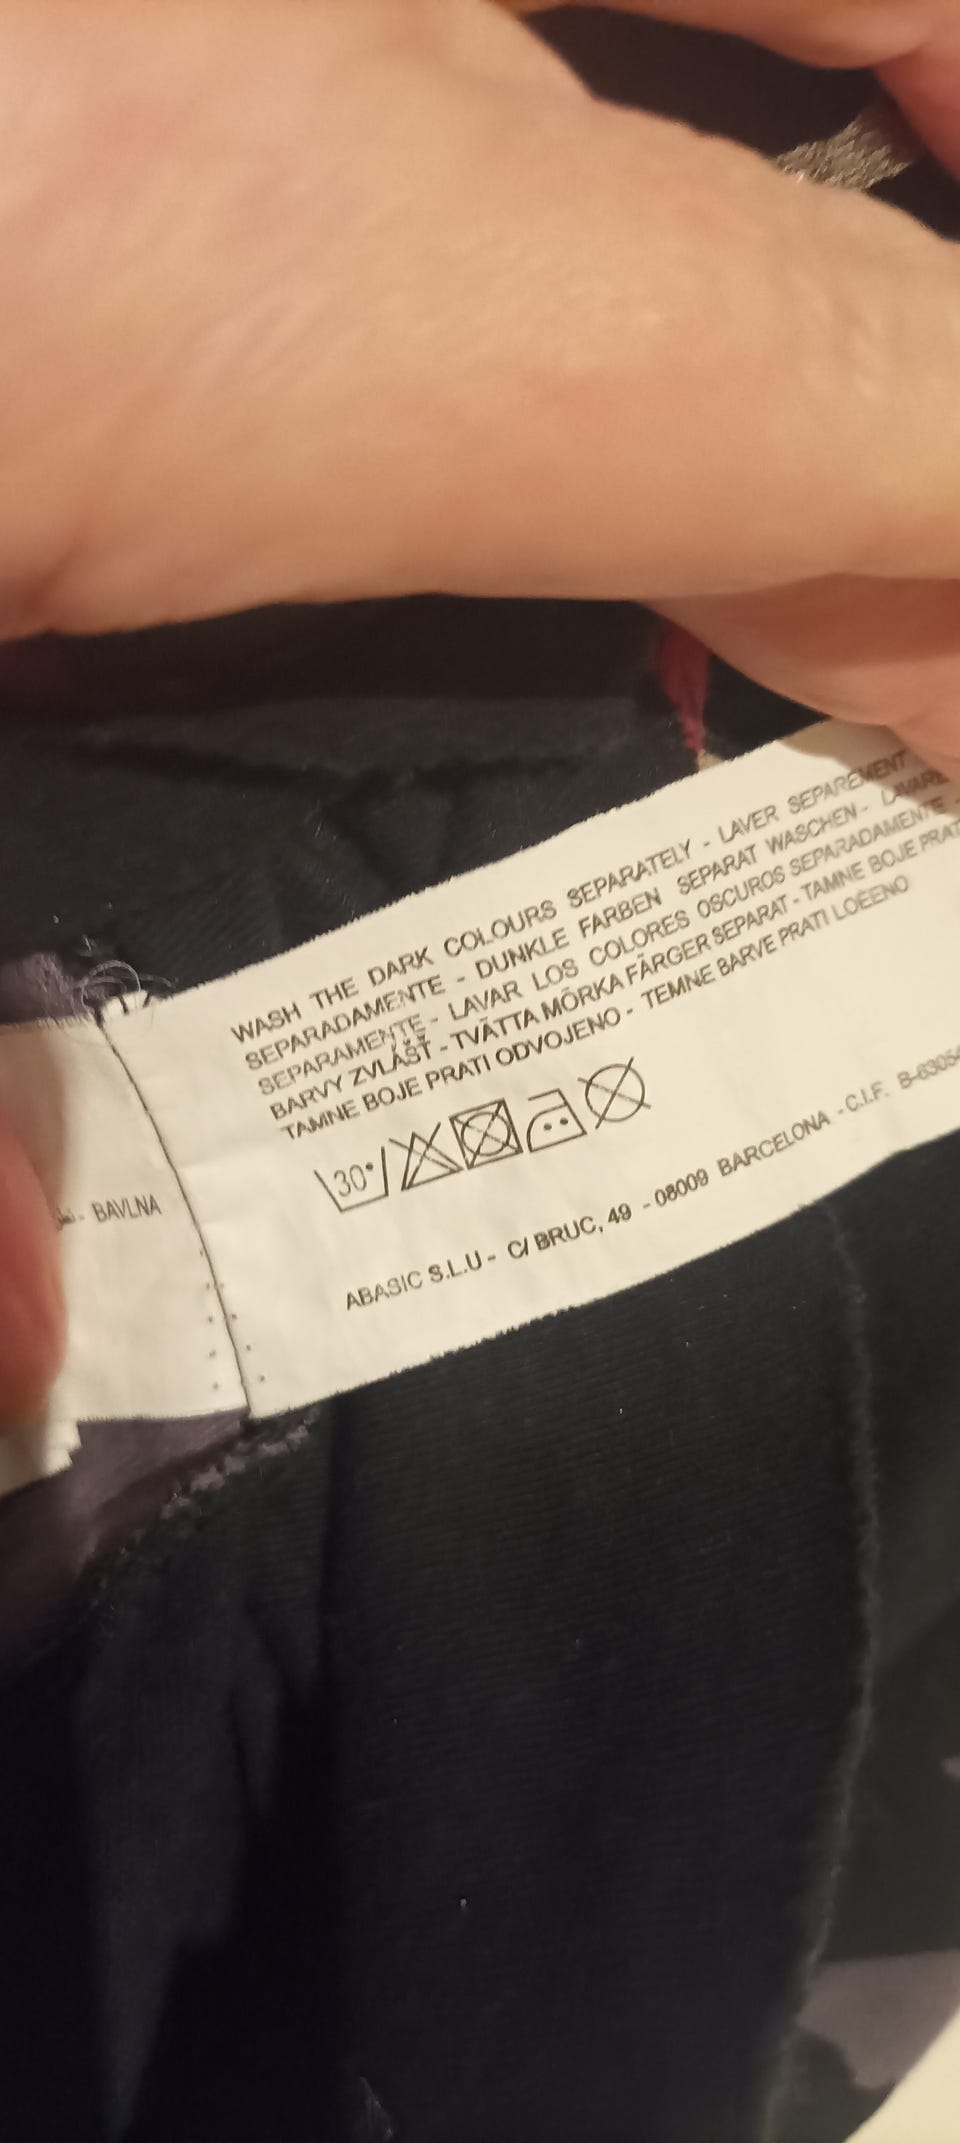 WASH THE DARK COLOURS SEPARATELY - LAVER SEPAREMENT
SEPARADAMENTE - DUNKLE FARBEN SEPARAT WASCHEN - LAVARE
SEPARAMENTE - LAVAR LOS COLORES OSCUROS SEPARADAMENTE -
BARVY ZVLÁŠŤ - TVÄTTA MÖRKA FÄRGER SEPARAT - TAMNE BOJE PRATI
TAMNE BOJE PRATI ODVOJENO - TEMNE BARVE PRATI LOÈENO
30°
ABASIC S.L.U - C/ BRUC, 49 - 08009 BARCELONA - C.I.F.
- BAVLNA